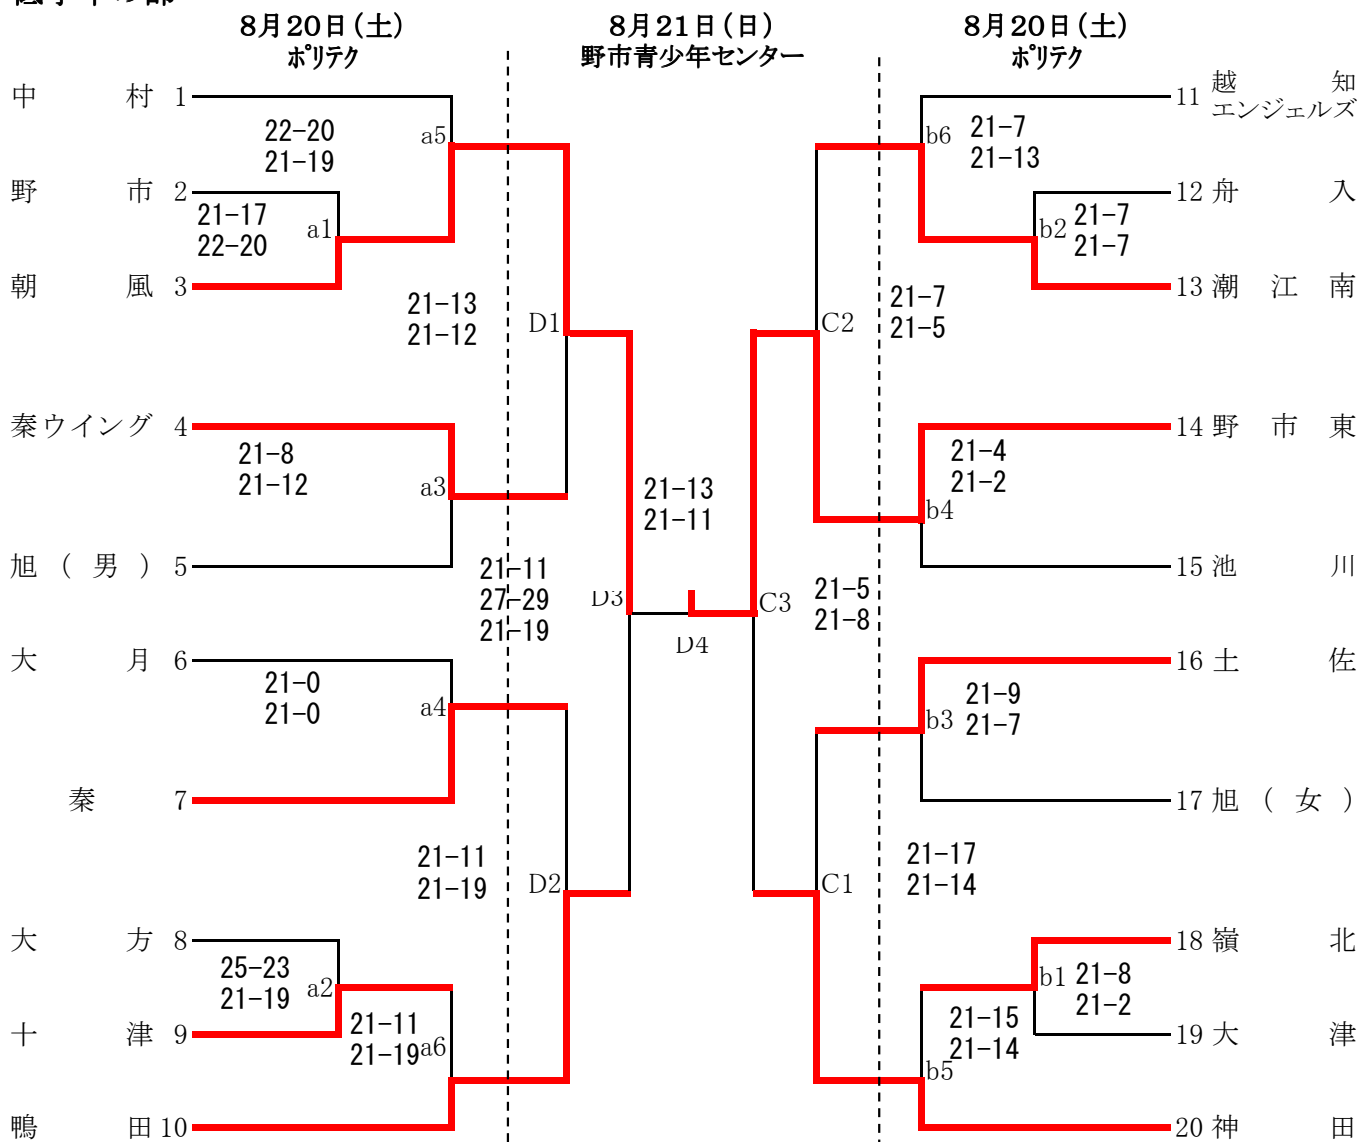 8月20日(土)
ポリテク
8月21日(日)
野市青少年センター
8月20日(土)
ポリテク
中村 1
22-20
21-19
a5
野市 2
21-17
22-20
a1
朝風 3
21-13
21-12
D1
秦ウイング 4
21-8
21-12
a3
旭(男) 5
21-11
27-29
21-19
D3
大月 6
21-0
21-0
a4
秦 7
21-11
21-19
D2
大方 8
25-23
21-19
a2
十津 9
21-11
21-19
a6
鴨田 10
21-13
21-11
D4
11 越知
エンジェルズ
b6
21-7
21-13
12 舟入
b2
21-7
21-7
13 潮江南
C2
21-7
21-5
14 野市東
21-4
21-2
b4
15 池川
C3
21-5
21-8
16 土佐
b3
21-9
21-7
17 旭(女)
C1
21-17
21-14
18 嶺北
b1
21-8
21-2
19 大津
21-15
21-14
b5
20 神田